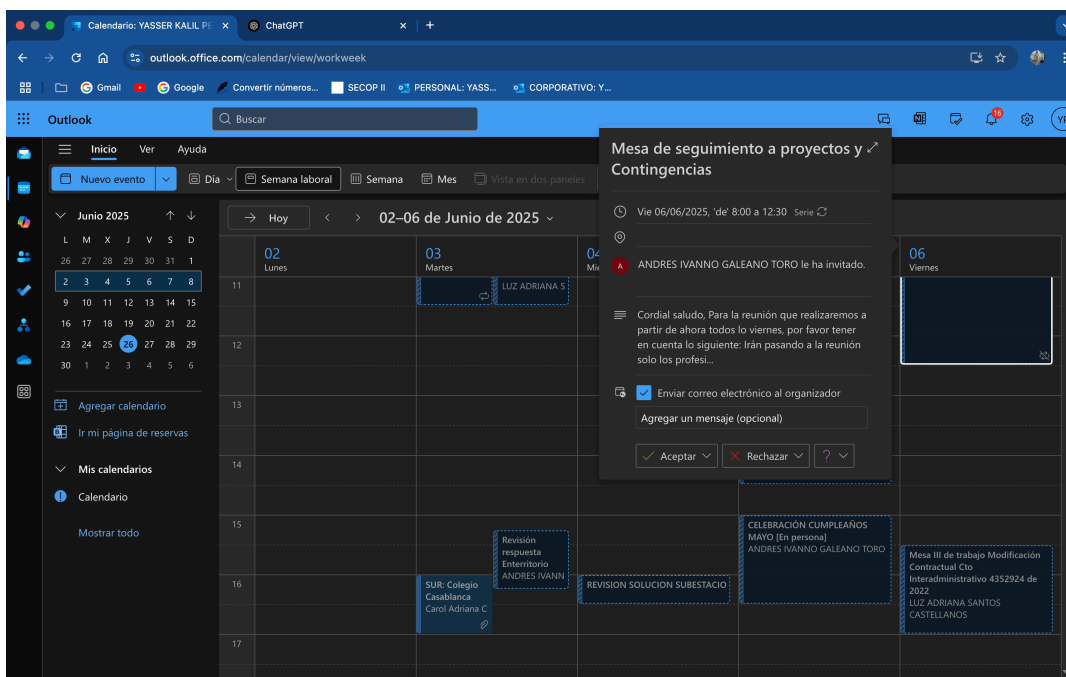 Calendario: YASSER KALIL PE
ChatGPT
outlook.office.com/calendar/view/workweek
Gmail
Google
Convertir números...
SECOP II
PERSONAL: YASS...
CORPORATIVO: Y...
Outlook
Buscar
16
Inicio Ver Ayuda
Nuevo evento
Día
Semana laboral
Semana
Mes
Vista en dos paneles
Junio 2025
Hoy
02–06 de Junio de 2025
L M X J V S D
26 27 28 29 30 31 1
2 3 4 5 6 7 8
9 10 11 12 13 14 15
16 17 18 19 20 21 22
23 24 25 26 27 28 29
30 1 2 3 4 5 6
Agregar calendario
Ir mi página de reservas
Mis calendarios
Calendario
Mostrar todo
02
Lunes
03
Martes
06
Viernes
11
12
13
14
15
16
17
LUZ ADRIANA S
Revisión
respuesta
Enterritorio
ANDRES IVANN
SUR: Colegio
Casablanca
Carol Adriana C
REVISION SOLUCION SUBESTACIO
CELEBRACIÓN CUMPLEAÑOS
MAYO [En persona]
ANDRES IVANNO GALEANO TORO
Mesa III de trabajo Modificación
Contractual Cto
Interadministrativo 4352924 de
2022
LUZ ADRIANA SANTOS
CASTELLANOS
Mesa de seguimiento a proyectos y
Contingencias
Vie 06/06/2025, 'de' 8:00 a 12:30 Serie
A
ANDRES IVANNO GALEANO TORO le ha invitado.
Cordial saludo, Para la reunión que realizaremos a
partir de ahora todos lo viernes, por favor tener
en cuenta lo siguiente: Irán pasando a la reunión
solo los profesi...
Enviar correo electrónico al organizador
Agregar un mensaje (opcional)
Aceptar
Rechazar
?